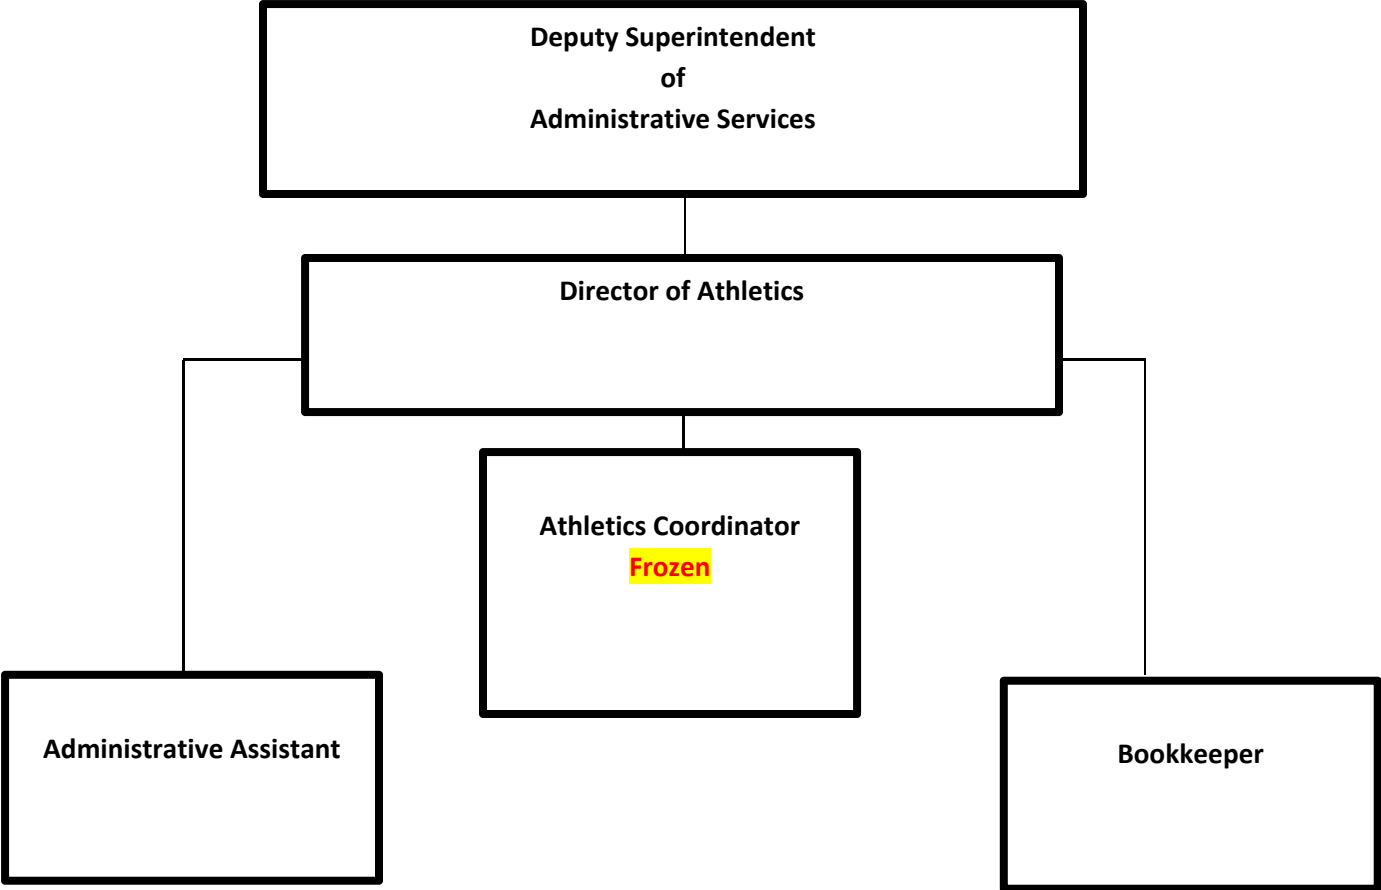 Deputy Superintendent
of
Administrative Services
Director of Athletics
Athletics Coordinator
Frozen
Administrative Assistant
Bookkeeper